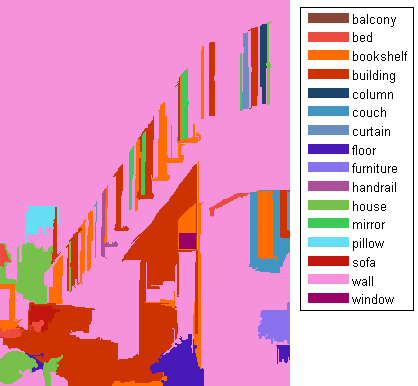 balcony
bed
bookshelf
building
column
couch
curtain
floor
furniture
handrail
house
mirror
pillow
sofa
wall
window